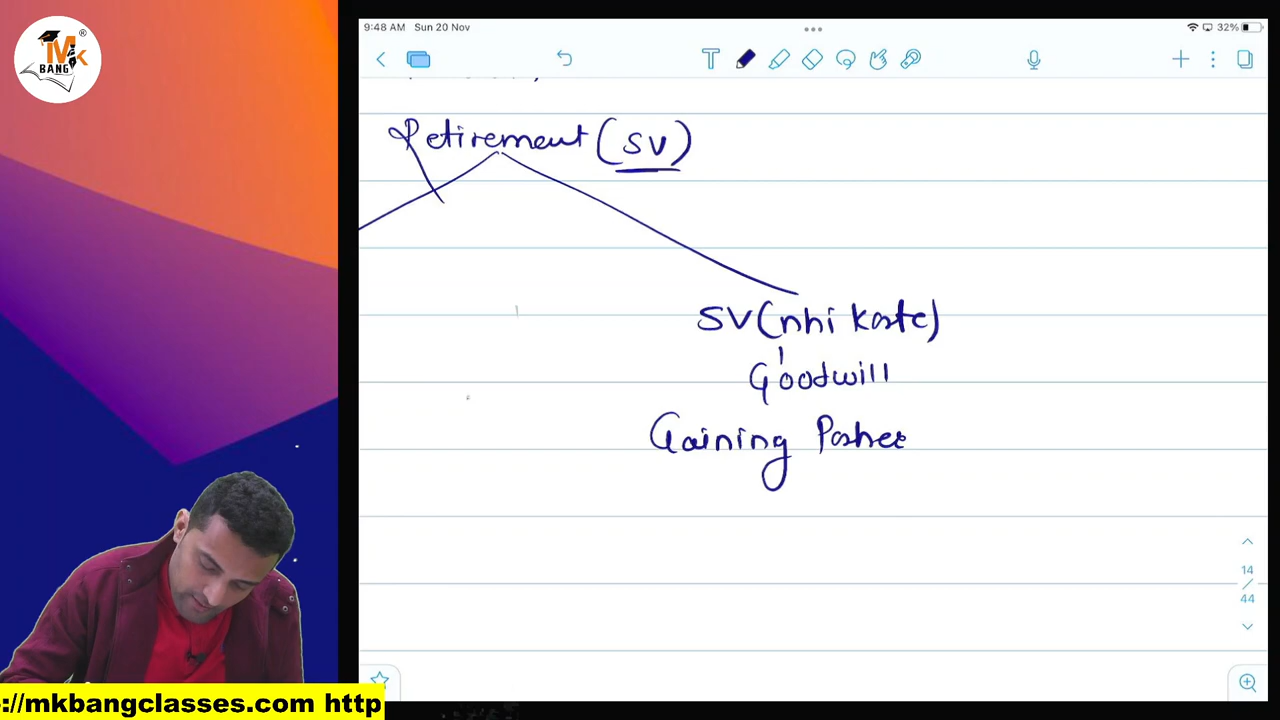 MK
BANG
®
9:48 AM Sun 20 Nov
32%
T
Retirement (SV)
SV (nhi karte)
Goodwill
Gaining Partner
14
44
://mkbangclasses.com http